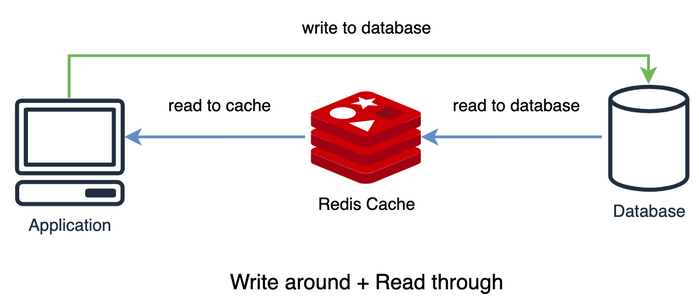 write to database
read to cache
read to database
Application
Redis Cache
Database
Write around + Read through